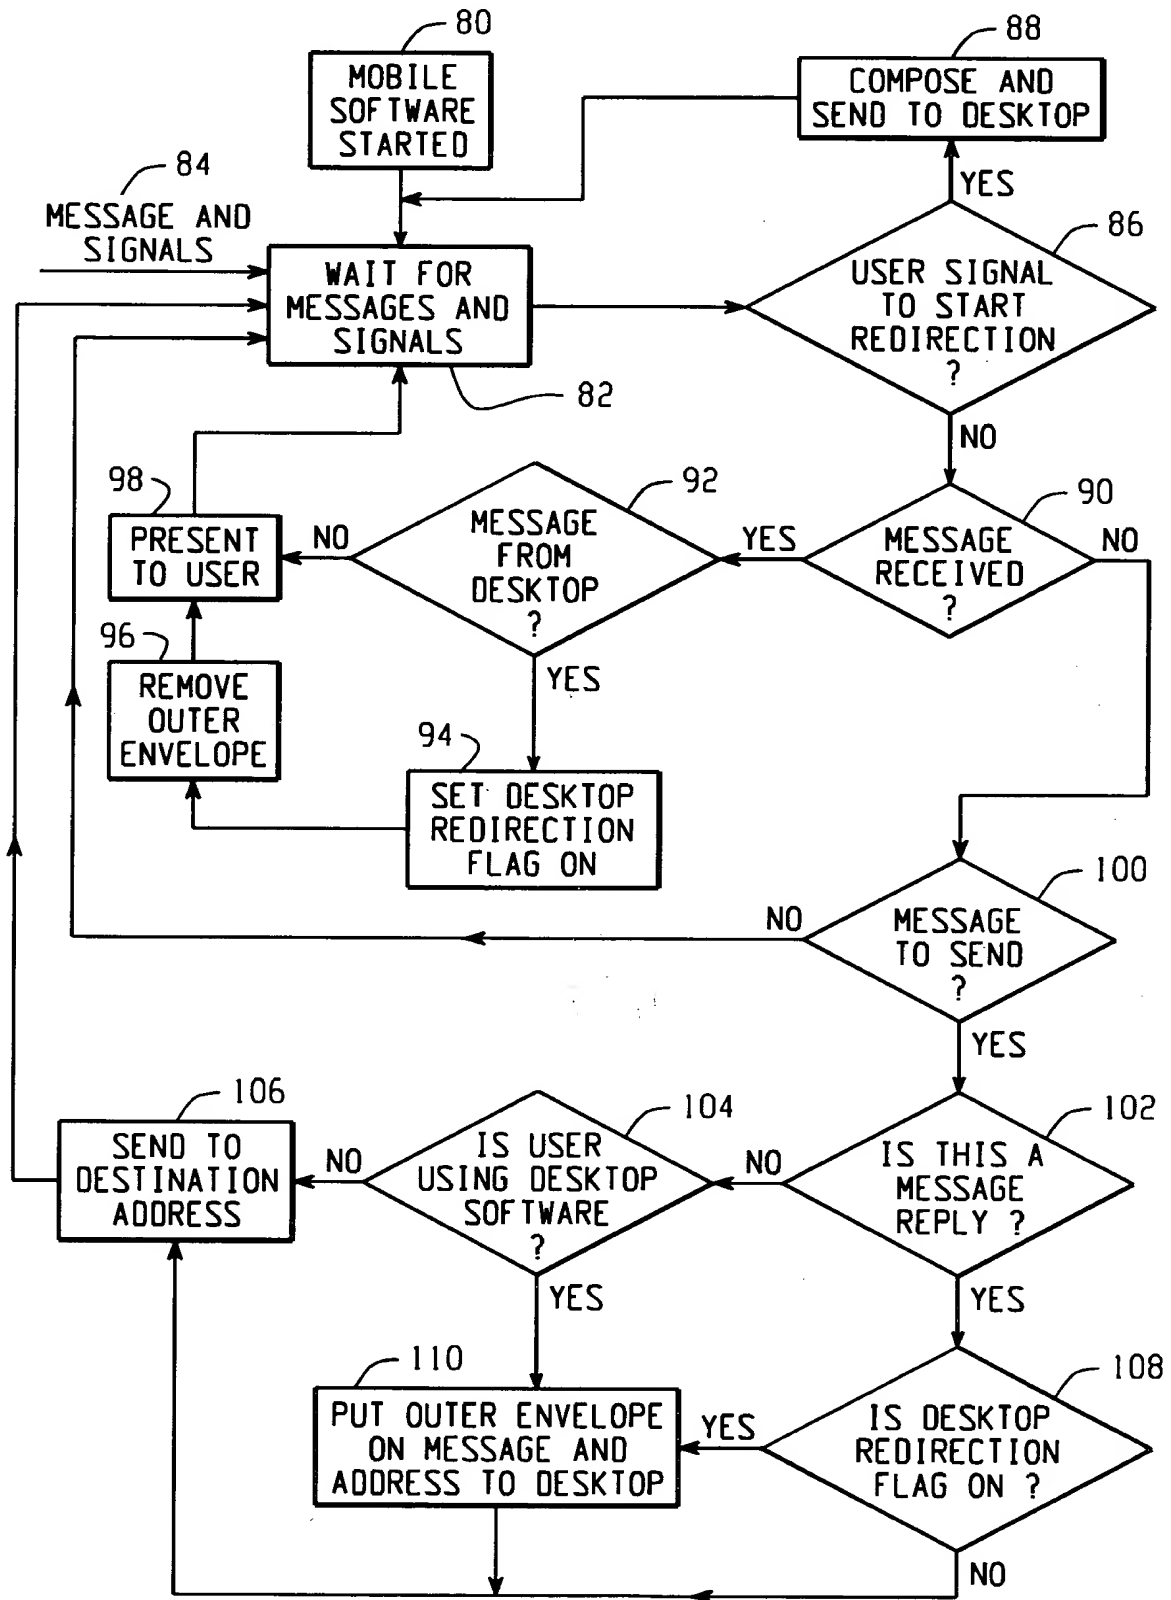 80
MOBILE
SOFTWARE
STARTED
88
COMPOSE AND
SEND TO DESKTOP
84
MESSAGE AND
SIGNALS
YES
86
WAIT FOR
MESSAGES AND
SIGNALS
82
USER SIGNAL
TO START
REDIRECTION
?
NO
98
PRESENT
TO USER
NO
92
MESSAGE
FROM
DESKTOP
?
YES
90
MESSAGE
RECEIVED
?
NO
96
REMOVE
OUTER
ENVELOPE
YES
94
SET DESKTOP
REDIRECTION
FLAG ON
100
NO
MESSAGE
TO SEND
?
YES
106
SEND TO
DESTINATION
ADDRESS
NO
104
IS USER
USING DESKTOP
SOFTWARE
?
NO
102
IS THIS A
MESSAGE
REPLY ?
YES
YES
110
PUT OUTER ENVELOPE
ON MESSAGE AND
ADDRESS TO DESKTOP
YES
108
IS DESKTOP
REDIRECTION
FLAG ON ?
NO